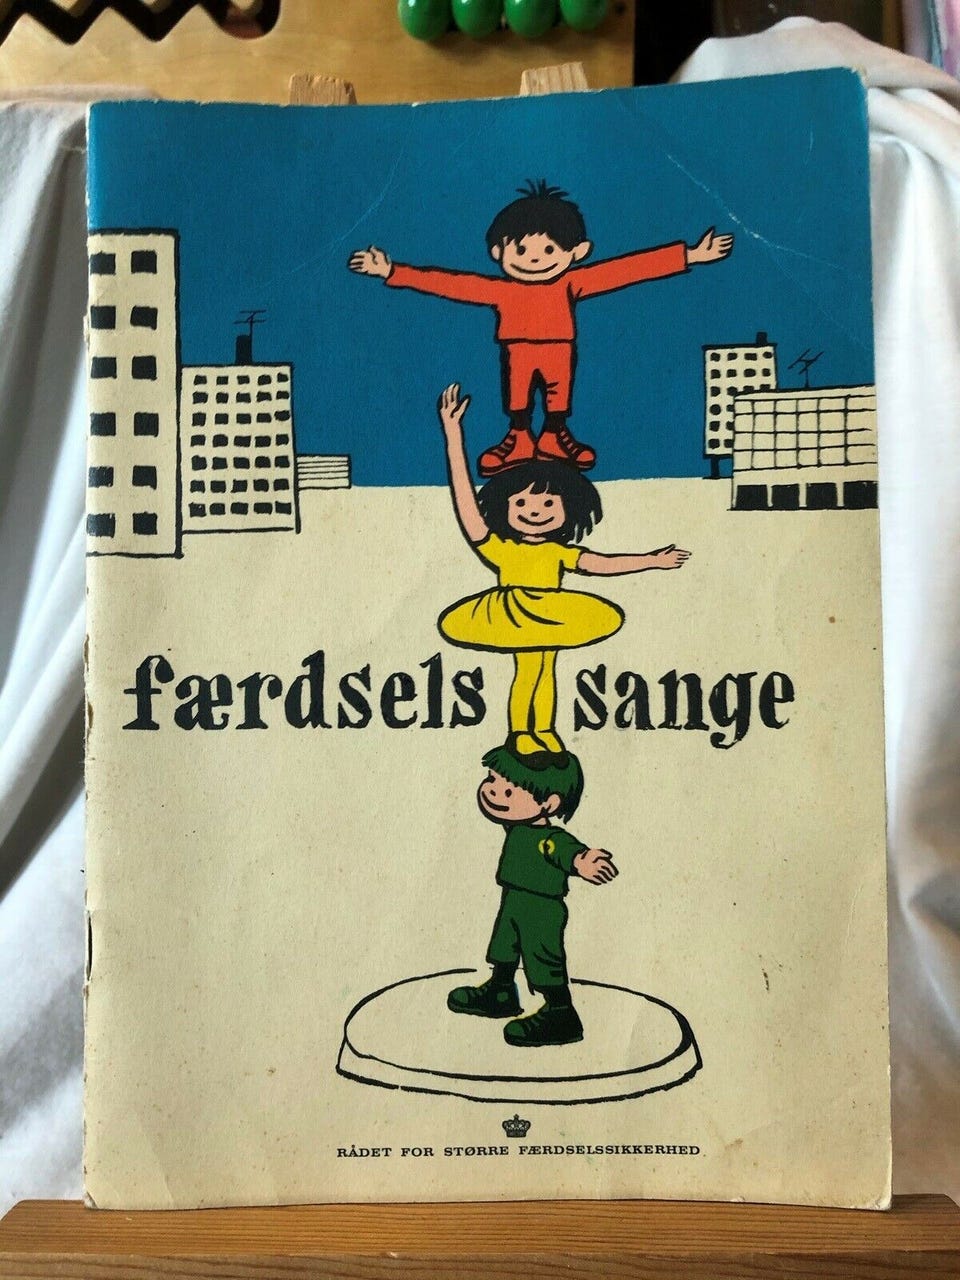 færdsels sange
RÅDET FOR STØRRE FÆRDSELSSIKKERHED